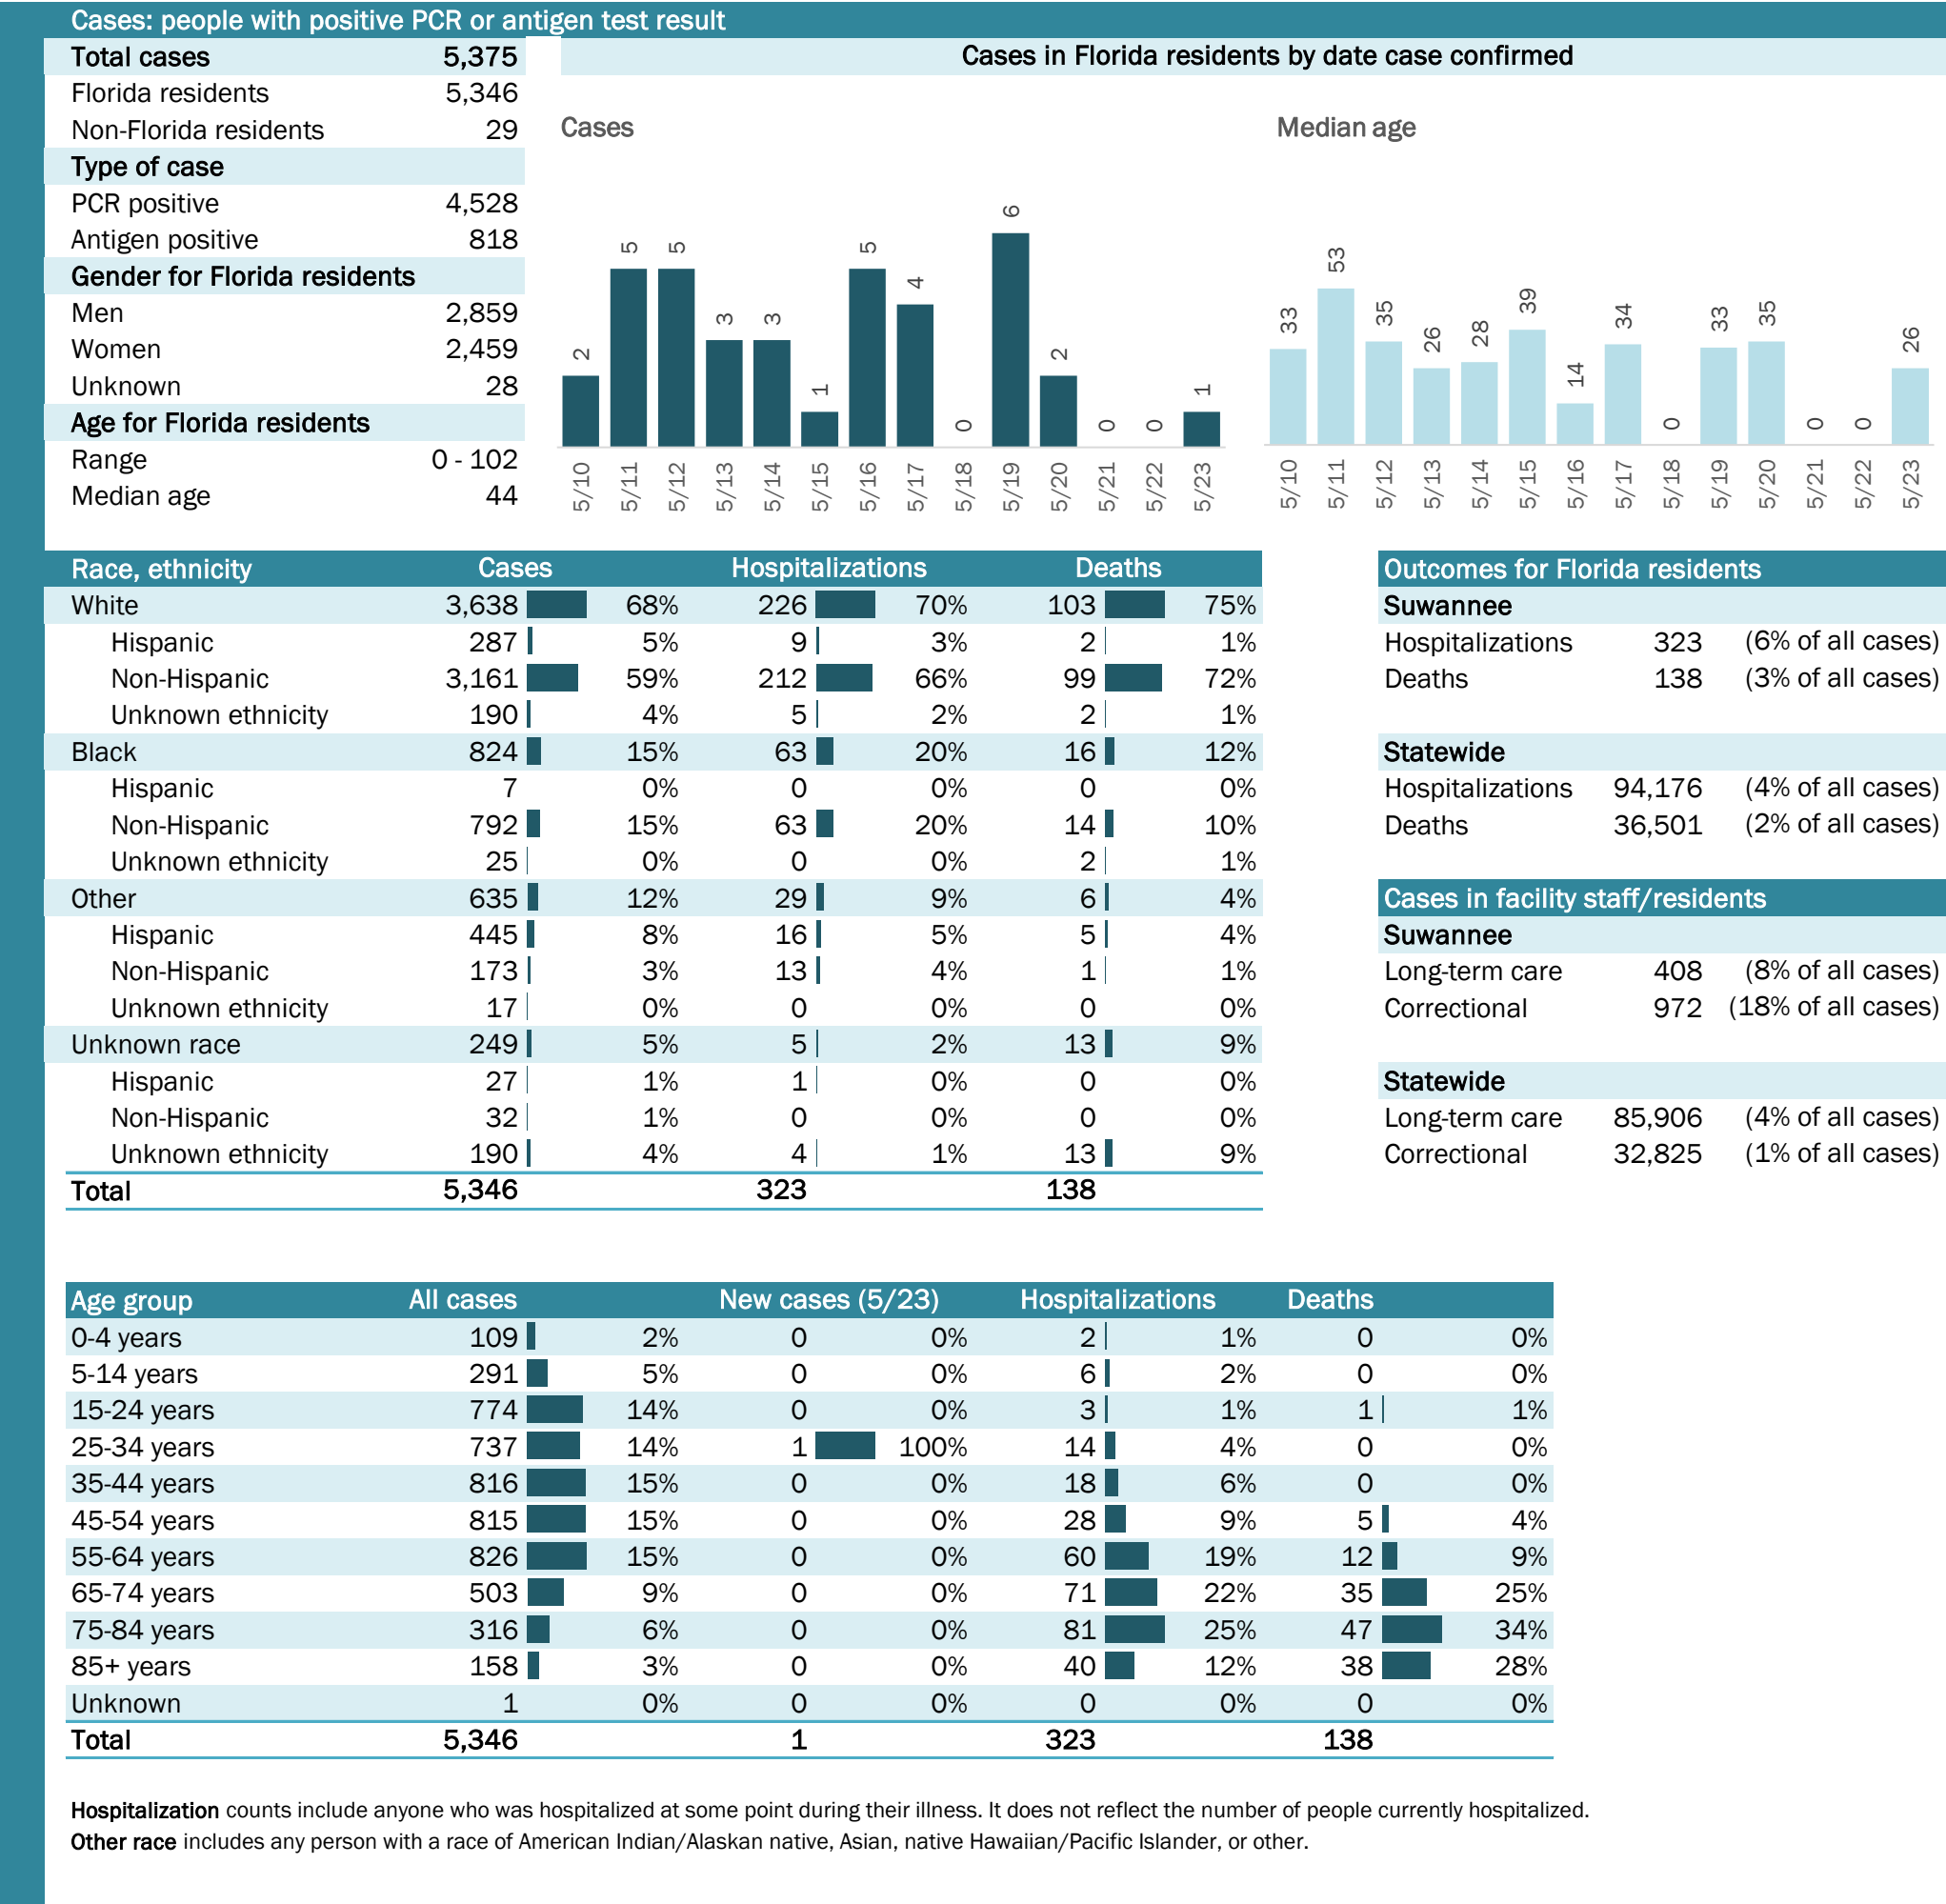 Cases: people with positive PCR or antigen test result
Total cases 5,375
Florida residents 5,346
Non-Florida residents 29
Type of case
PCR positive 4,528
Antigen positive 818
Gender for Florida residents
Men 2,859
Women 2,459
Unknown 28
Age for Florida residents
Range 0 - 102
Median age 44
Cases in Florida residents by date case confirmed
Cases
2 5 5 3 3 1 5 4 0 6 2 0 0 1
5/10 5/11 5/12 5/13 5/14 5/15 5/16 5/17 5/18 5/19 5/20 5/21 5/22 5/23
Median age
33 53 35 26 28 39 14 34 0 33 35 0 0 26
5/10 5/11 5/12 5/13 5/14 5/15 5/16 5/17 5/18 5/19 5/20 5/21 5/22 5/23
Race, ethnicity Cases Hospitalizations Deaths
White 3,638 68% 226 70% 103 75%
Hispanic 287 5% 9 3% 2 1%
Non-Hispanic 3,161 59% 212 66% 99 72%
Unknown ethnicity 190 4% 5 2% 2 1%
Black 824 15% 63 20% 16 12%
Hispanic 7 0% 0 0% 0 0%
Non-Hispanic 792 15% 63 20% 14 10%
Unknown ethnicity 25 0% 0 0% 2 1%
Other 635 12% 29 9% 6 4%
Hispanic 445 8% 16 5% 5 4%
Non-Hispanic 173 3% 13 4% 1 1%
Unknown ethnicity 17 0% 0 0% 0 0%
Unknown race 249 5% 5 2% 13 9%
Hispanic 27 1% 1 0% 0 0%
Non-Hispanic 32 1% 0 0% 0 0%
Unknown ethnicity 190 4% 4 1% 13 9%
Total 5,346 323 138
Outcomes for Florida residents
Suwannee
Hospitalizations 323 (6% of all cases)
Deaths 138 (3% of all cases)
Statewide
Hospitalizations 94,176 (4% of all cases)
Deaths 36,501 (2% of all cases)
Cases in facility staff/residents
Suwannee
Long-term care 408 (8% of all cases)
Correctional 972 (18% of all cases)
Statewide
Long-term care 85,906 (4% of all cases)
Correctional 32,825 (1% of all cases)
Age group All cases New cases (5/23) Hospitalizations Deaths
0-4 years 109 2% 0 0% 2 1% 0 0%
5-14 years 291 5% 0 0% 6 2% 0 0%
15-24 years 774 14% 0 0% 3 1% 1 1%
25-34 years 737 14% 1 100% 14 4% 0 0%
35-44 years 816 15% 0 0% 18 6% 0 0%
45-54 years 815 15% 0 0% 28 9% 5 4%
55-64 years 826 15% 0 0% 60 19% 12 9%
65-74 years 503 9% 0 0% 71 22% 35 25%
75-84 years 316 6% 0 0% 81 25% 47 34%
85+ years 158 3% 0 0% 40 12% 38 28%
Unknown 1 0% 0 0% 0 0% 0 0%
Total 5,346 1 323 138
Hospitalization counts include anyone who was hospitalized at some point during their illness. It does not reflect the number of people currently hospitalized.
Other race includes any person with a race of American Indian/Alaskan native, Asian, native Hawaiian/Pacific Islander, or other.